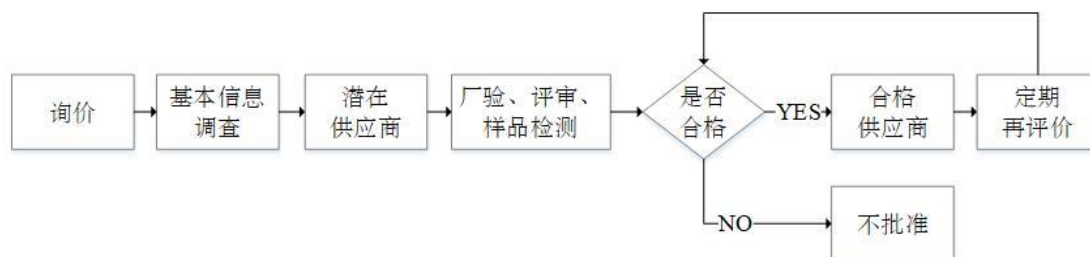 询价
基本信息
调查
潜在
供应商
厂验、评审、
样品检测
是否
合格
YES
合格
供应商
定期
再评价
NO
不批准